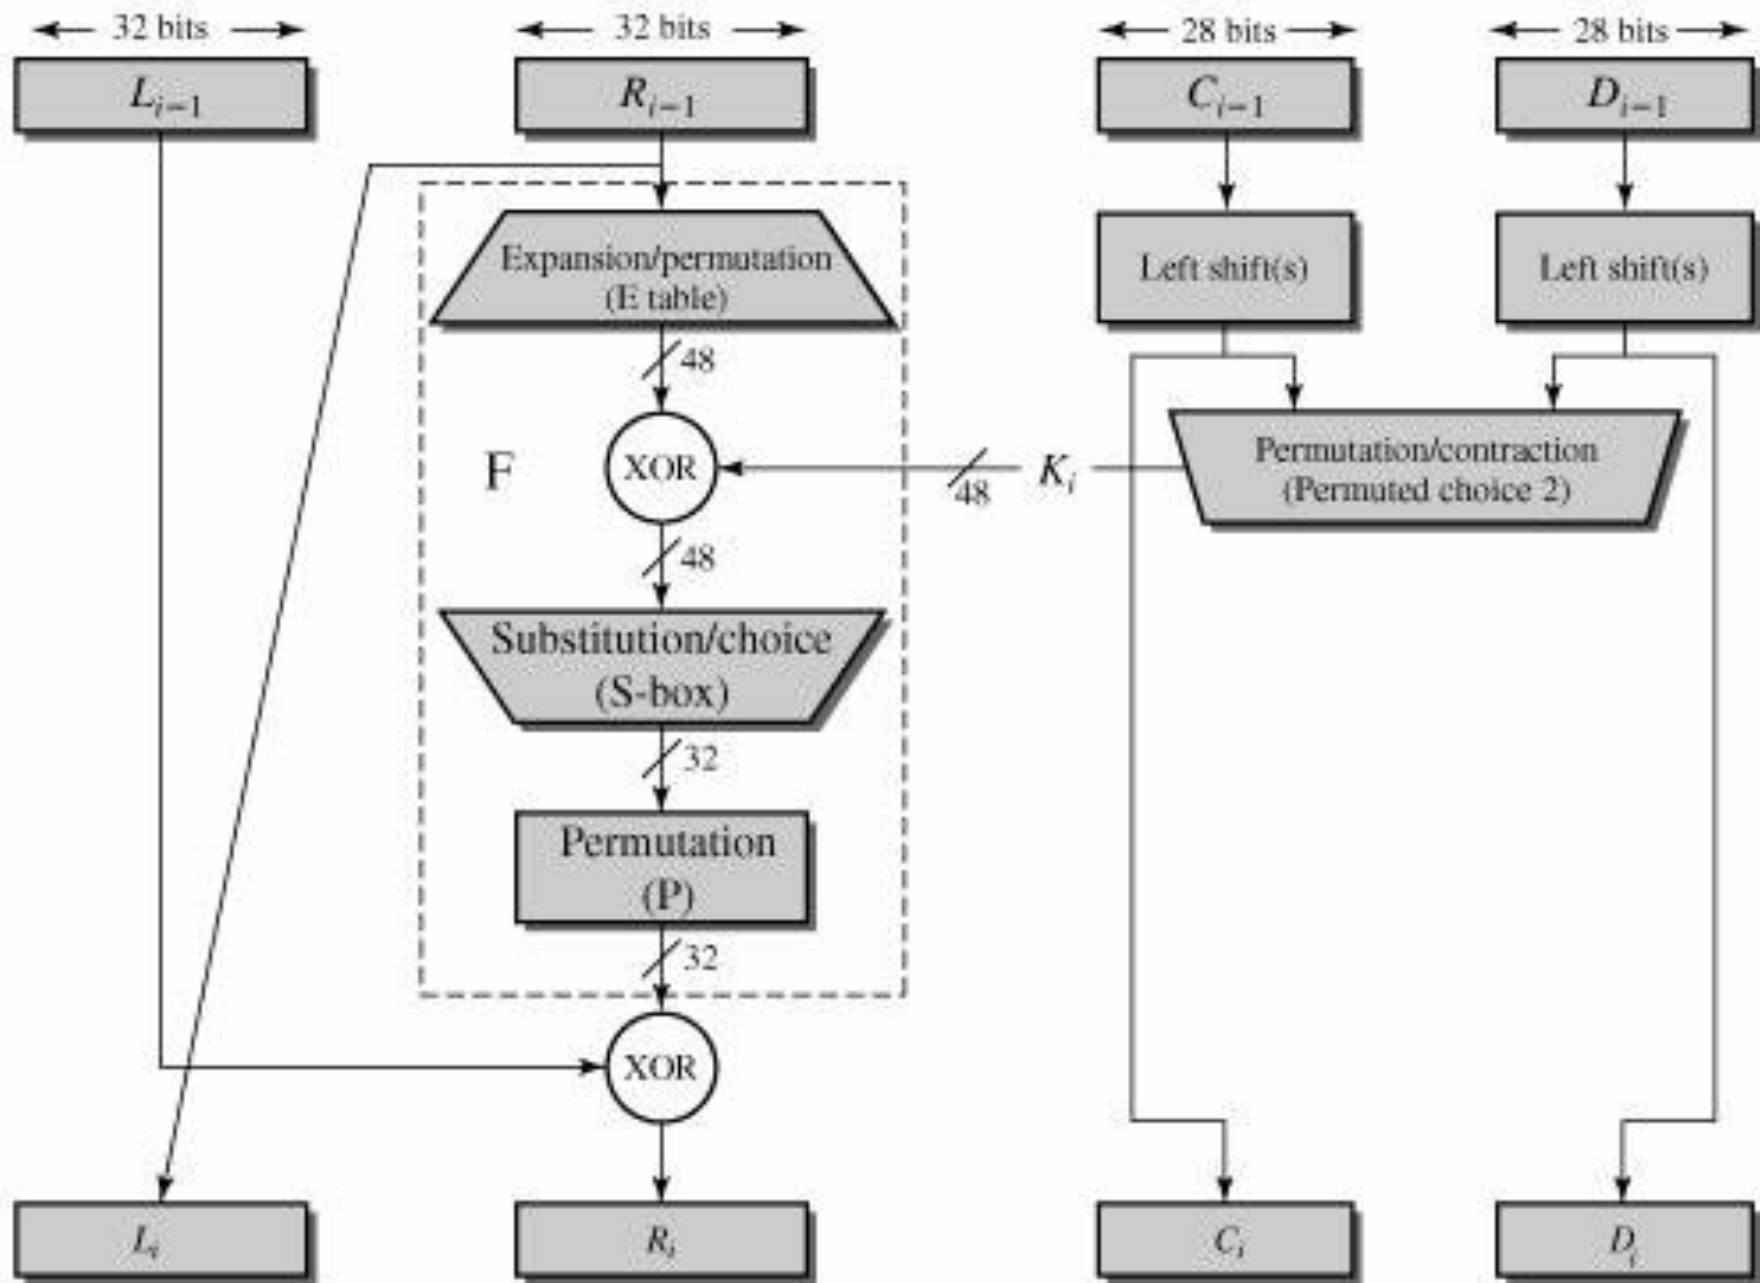 32 bits
32 bits
28 bits
28 bits
L_{i-1}
R_{i-1}
C_{i-1}
D_{i-1}
Expansion/permutation
(E table)
Left shift(s)
Left shift(s)
48
F
XOR
48
K_i
Permutation/contraction
(Permuted choice 2)
48
Substitution/choice
(S-box)
32
Permutation
(P)
32
XOR
L_i
R_i
C_i
D_i